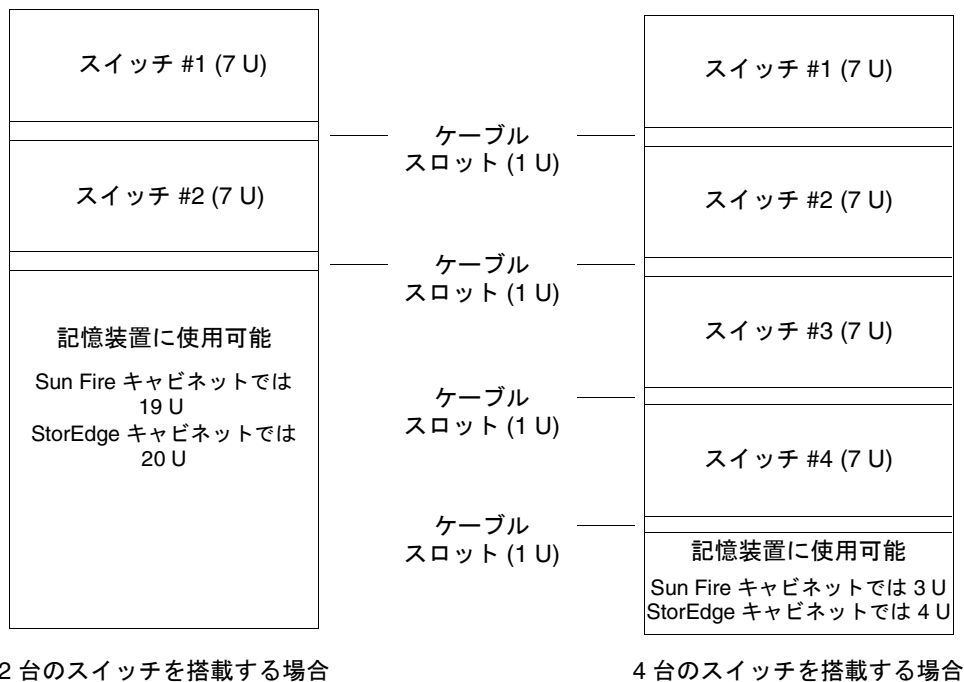 スイッチ #1 (7 U)
スイッチ #2 (7 U)
記憶装置に使用可能
Sun Fire キャビネットでは
19 U
StorEdge キャビネットでは
20 U
2 台のスイッチを搭載する場合
ケーブル
スロット (1 U)
ケーブル
スロット (1 U)
ケーブル
スロット (1 U)
ケーブル
スロット (1 U)
スイッチ #1 (7 U)
スイッチ #2 (7 U)
スイッチ #3 (7 U)
スイッチ #4 (7 U)
記憶装置に使用可能
Sun Fire キャビネットでは 3 U
StorEdge キャビネットでは 4 U
4 台のスイッチを搭載する場合